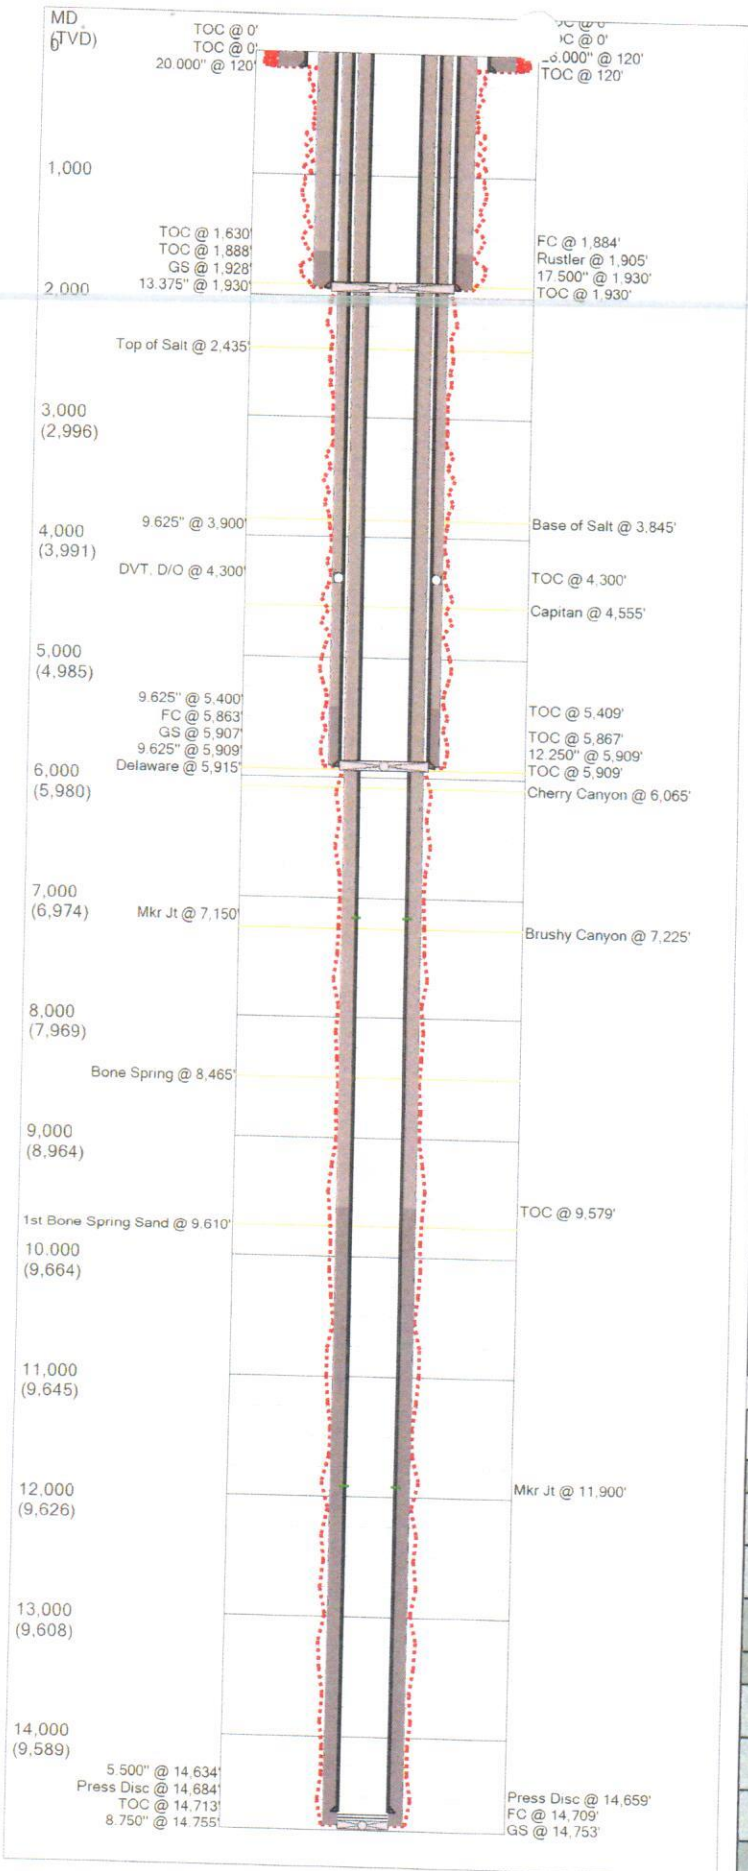 MD
(TVD)
0
TOC @ 0'
TOC @ 0'
20.000" @ 120'
@ 0'
" @ 120'
TOC @ 120'
1,000
TOC @ 1,630'
TOC @ 1,888'
GS @ 1,928'
13.375" @ 1,930'
FC @ 1,884'
Rustler @ 1,905'
17.500" @ 1,930'
TOC @ 1,930'
2,000
Top of Salt @ 2,435'
3,000
(2,996)
9.625" @ 3,900'
Base of Salt @ 3,845'
4,000
(3,991)
DVT. D/O @ 4,300'
TOC @ 4,300'
Capitan @ 4,555'
5,000
(4.985)
9.625" @ 5,400'
FC @ 5,863'
GS @ 5,907'
9.625" @ 5,909'
Delaware @ 5,915'
TOC @ 5,409'
TOC @ 5,867'
12.250" @ 5,909'
TOC @ 5,909'
6,000
(5,980)
Cherry Canyon @ 6,065'
7,000
(6,974)
Mkr Jt @ 7,150'
Brushy Canyon @ 7,225'
8,000
(7,969)
Bone Spring @ 8,465'
9,000
(8,964)
1st Bone Spring Sand @ 9.610'
TOC @ 9,579'
10.000
(9,664)
11,000
(9,645)
12,000
(9,626)
Mkr Jt @ 11,900'
13,000
(9,608)
14,000
(9,589)
5.500" @ 14,634'
Press Disc @ 14,684'
TOC @ 14.713'
8.750" @ 14.755'
Press Disc @ 14,659'
FC @ 14,709'
GS @ 14,753'